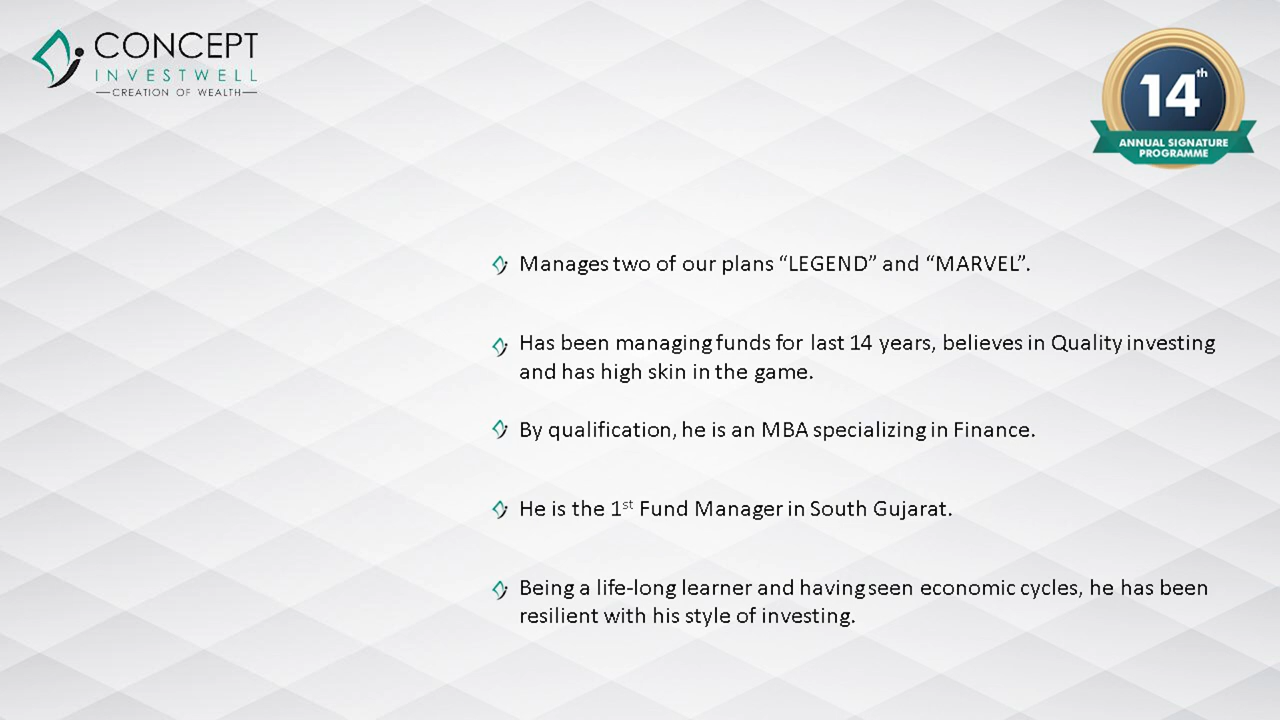 CONCEPT
INVESTWELL
—CREATION OF WEALTH—
14th
ANNUAL SIGNATURE
PROGRAMME
Manages two of our plans “LEGEND” and “MARVEL”.
Has been managing funds for last 14 years, believes in Quality investing
and has high skin in the game.
By qualification, he is an MBA specializing in Finance.
He is the 1st Fund Manager in South Gujarat.
Being a life-long learner and having seen economic cycles, he has been
resilient with his style of investing.